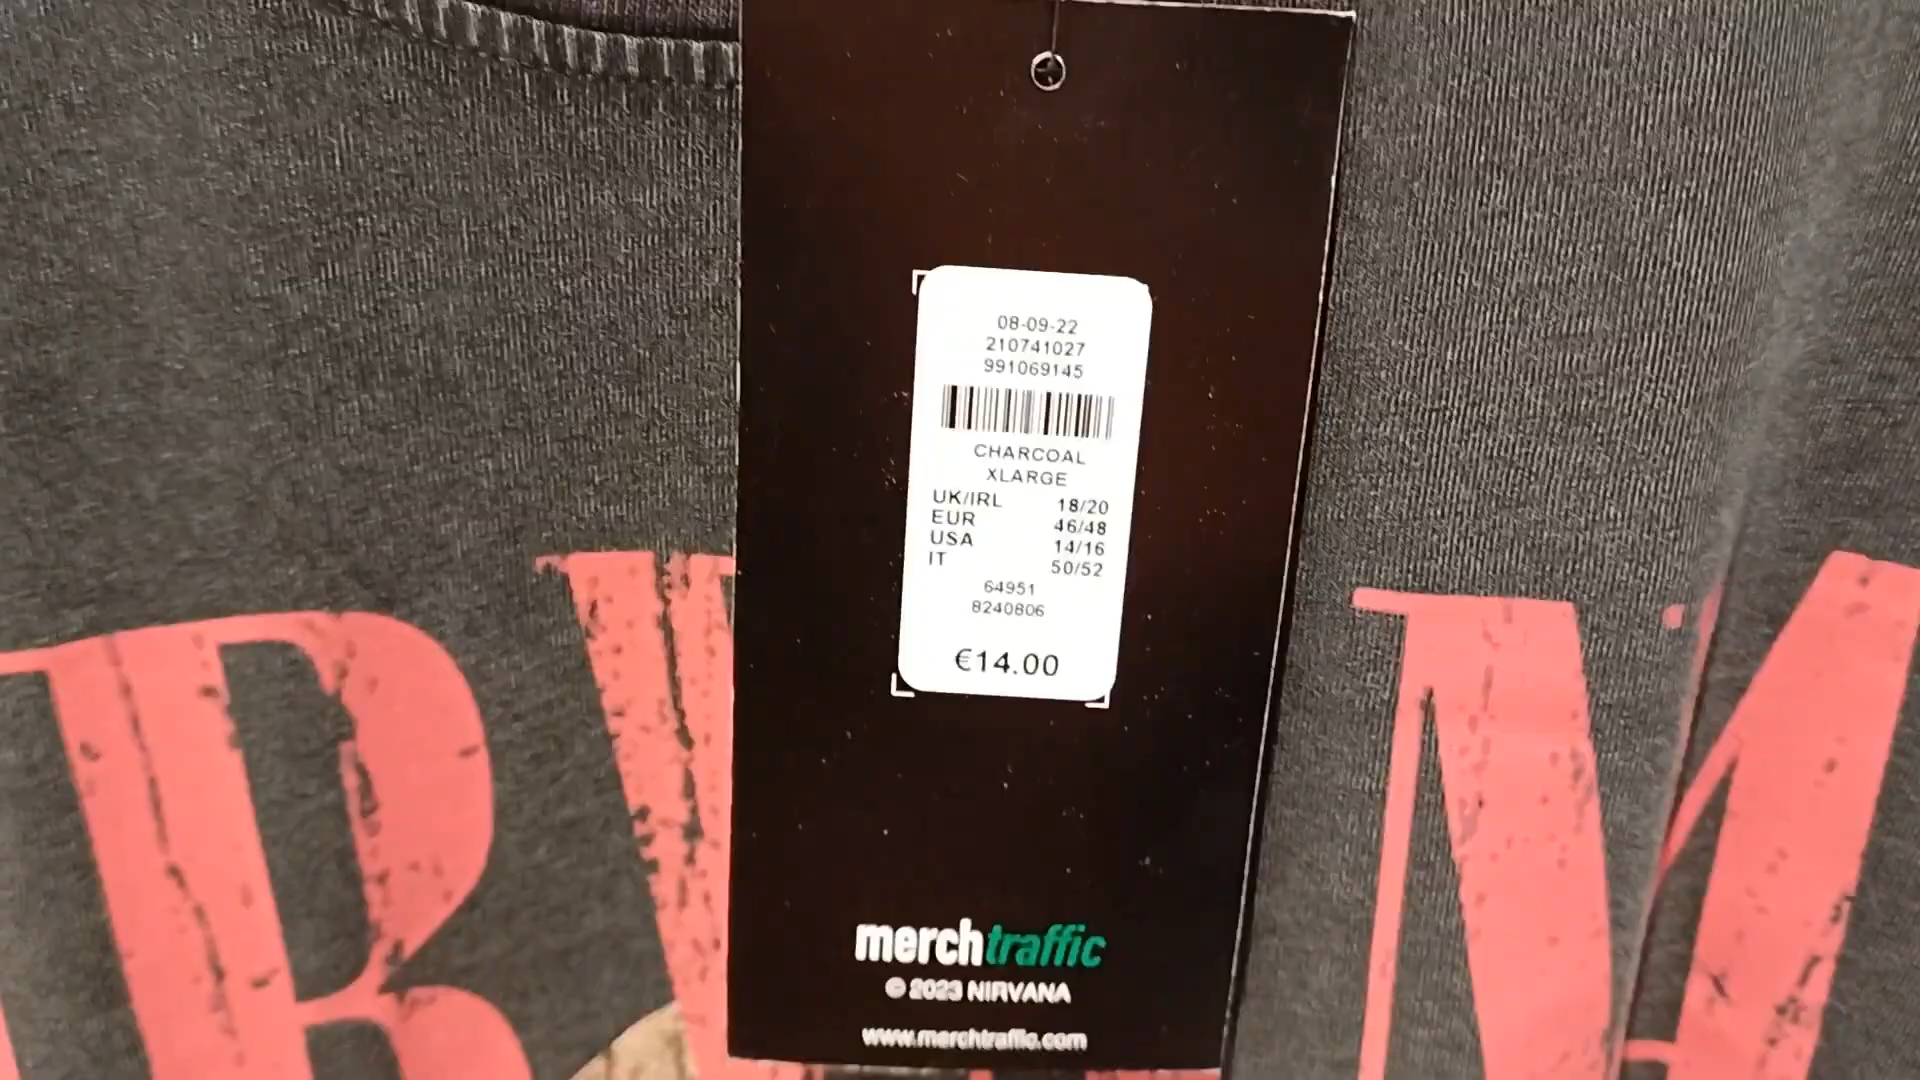 08-09-22
210741027
991069145
CHARCOAL
XLARGE
UK/IRL 18/20
EUR 46/48
USA 14/16
IT 50/52
64951
8240806
€14.00
merchtraffic
© 2023 NIRVANA
www.merchtraffic.com
RV